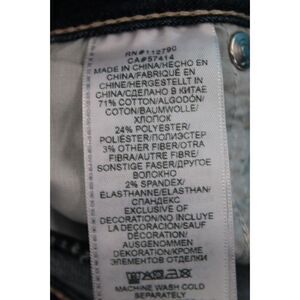 RN#112790
CA#57414
MADE IN CHINA/HECHO EN
CHINA/FABRIQUÉ EN
CHINE/HERGESTELLT IN
CHINA/СДЕЛАНО В КИТАЕ
71% COTTON/ALGODÓN/
COTON/BAUMWOLLE/
ХЛОПОК
24% POLYESTER/
POLIÉSTER/ПОЛИЭСТЕР
3% OTHER FIBER/OTRA
FIBRA/AUTRE FIBRE/
SONSTIGE FASER/ДРУГОЕ
ВОЛОКНО
2% SPANDEX/
ELASTHANNE/ELASTHAN/
СПАНДЕКС
EXCLUSIVE OF
DECORATION/NO INCLUYE
LA DECORACIÓN/SAUF
DÉCORATION/
AUSGENOMMEN
DEKORATION/КРОМЕ
ЭЛЕМЕНТОВ ОТДЕЛКИ
MACHINE WASH COLD
SEPARATELY